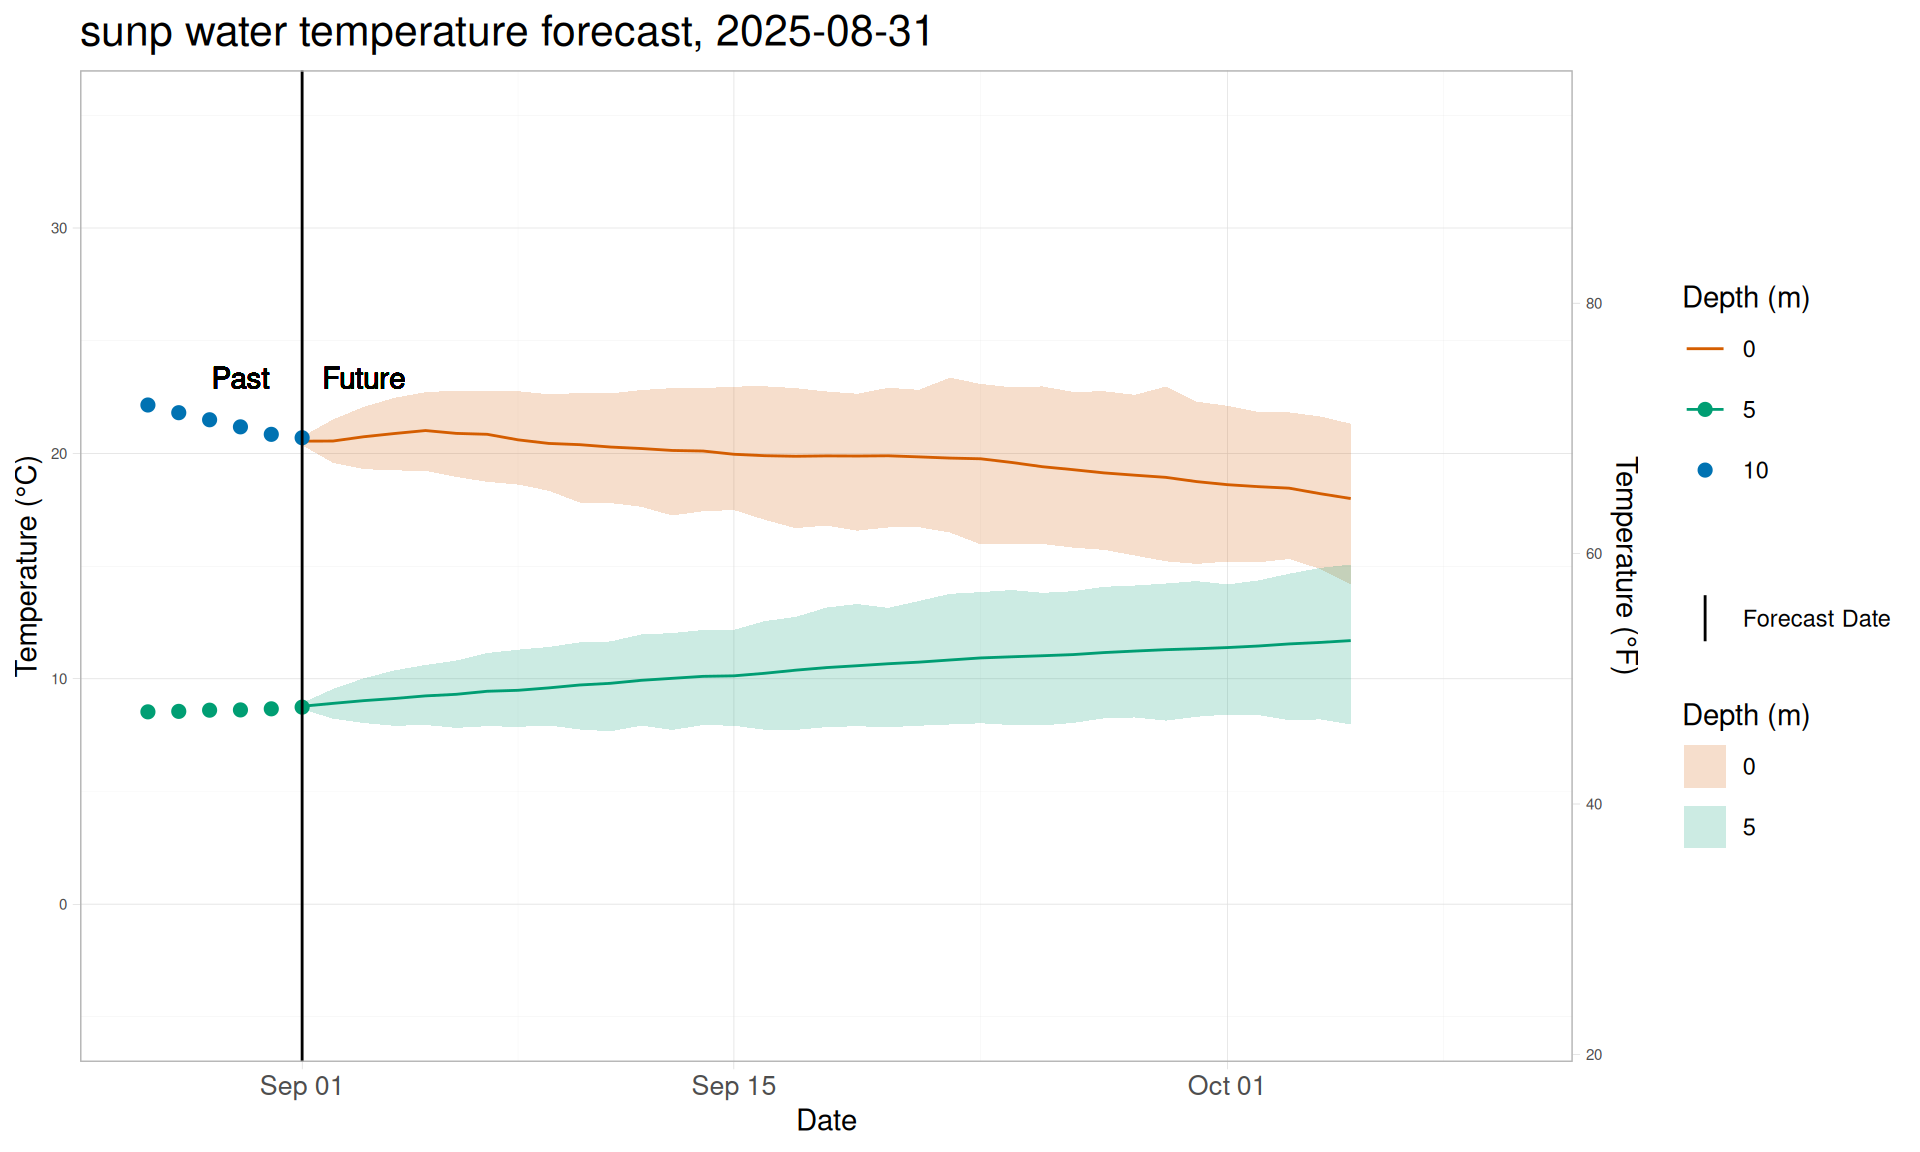 sunp water temperature forecast, 2025-08-31
Past
Future
30
20
10
0
80
60
40
20
Temperature (°C)
Temperature (°F)
Sep 01
Sep 15
Oct 01
Date
Depth (m)
0
5
10
Forecast Date
Depth (m)
0
5